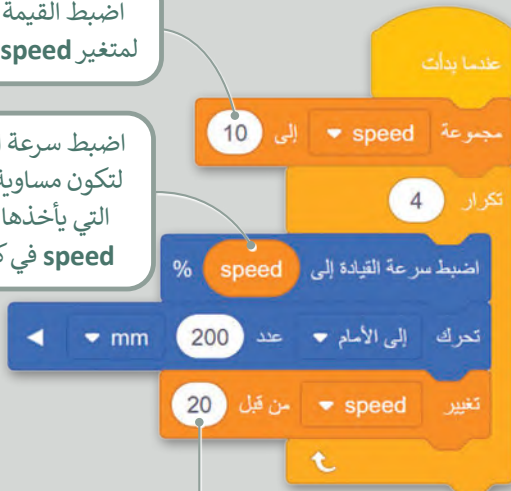 اضبط القيمة
لمتغير speed
عندما بدأت
مجموعة speed إلى 10
اضبط سرعة
لتكون مساوية
التي يأخذها
speed في
تكرار 4
اضبط سرعة القيادة إلى speed %
تحرك إلى الأمام عدد 200 mm
تغيير speed من قبل 20